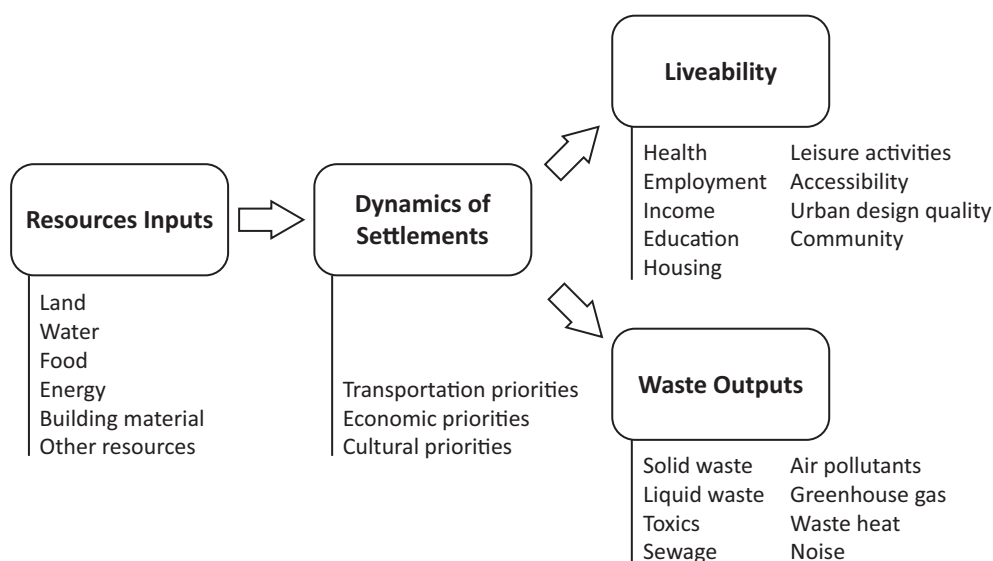 Resources Inputs
Land
Water
Food
Energy
Building material
Other resources
Dynamics of
Settlements
Transportation priorities
Economic priorities
Cultural priorities
Liveability
Health
Employment
Income
Education
Housing
Leisure activities
Accessibility
Urban design quality
Community
Waste Outputs
Solid waste
Liquid waste
Toxics
Sewage
Air pollutants
Greenhouse gas
Waste heat
Noise